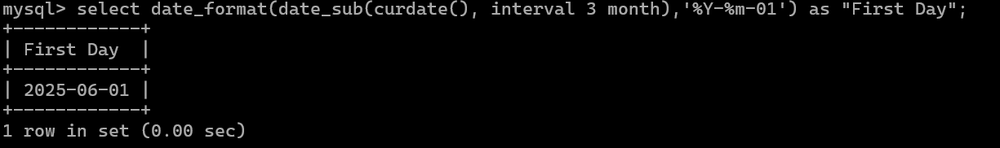 mysql> select date_format(date_sub(curdate(), interval 3 month),'%Y-%m-01') as "First Day";
+------------+
| First Day  |
+------------+
| 2025-06-01 |
+------------+
1 row in set (0.00 sec)